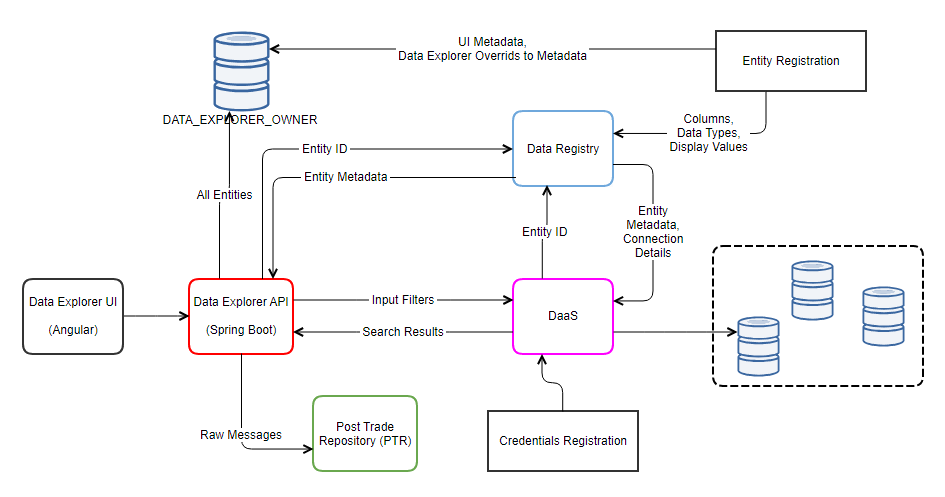 UI Metadata,
Data Explorer Overrids to Metadata
Entity Registration
DATA_EXPLORER_OWNER
Columns,
Data Types,
Display Values
Entity ID
Data Registry
Entity Metadata
All Entities
Entity ID
Entity
Metadata,
Connection
Details
Data Explorer UI
(Angular)
Data Explorer API
(Spring Boot)
Input Filters
DaaS
Search Results
Raw Messages
Post Trade
Repository (PTR)
Credentials Registration